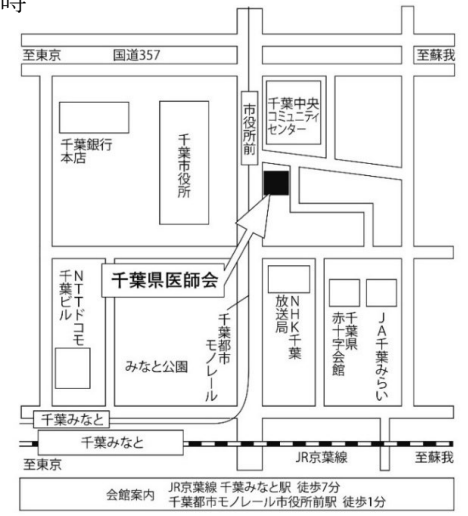 時
至東京
国道357
至蘇我
千葉銀行
本店
千葉市役所
市役所前
千葉中央
コミュニティ
センター
千葉県医師会
NTTドコモ
千葉ビル
みなと公園
千葉都市
モノレール
NHK千葉
放送局
千葉県
赤十字会館
JA千葉みらい
千葉みなと
千葉みなと
至東京
JR京葉線
至蘇我
会館案内
JR京葉線 千葉みなと駅 徒歩7分
千葉都市モノレール市役所前駅 徒歩1分